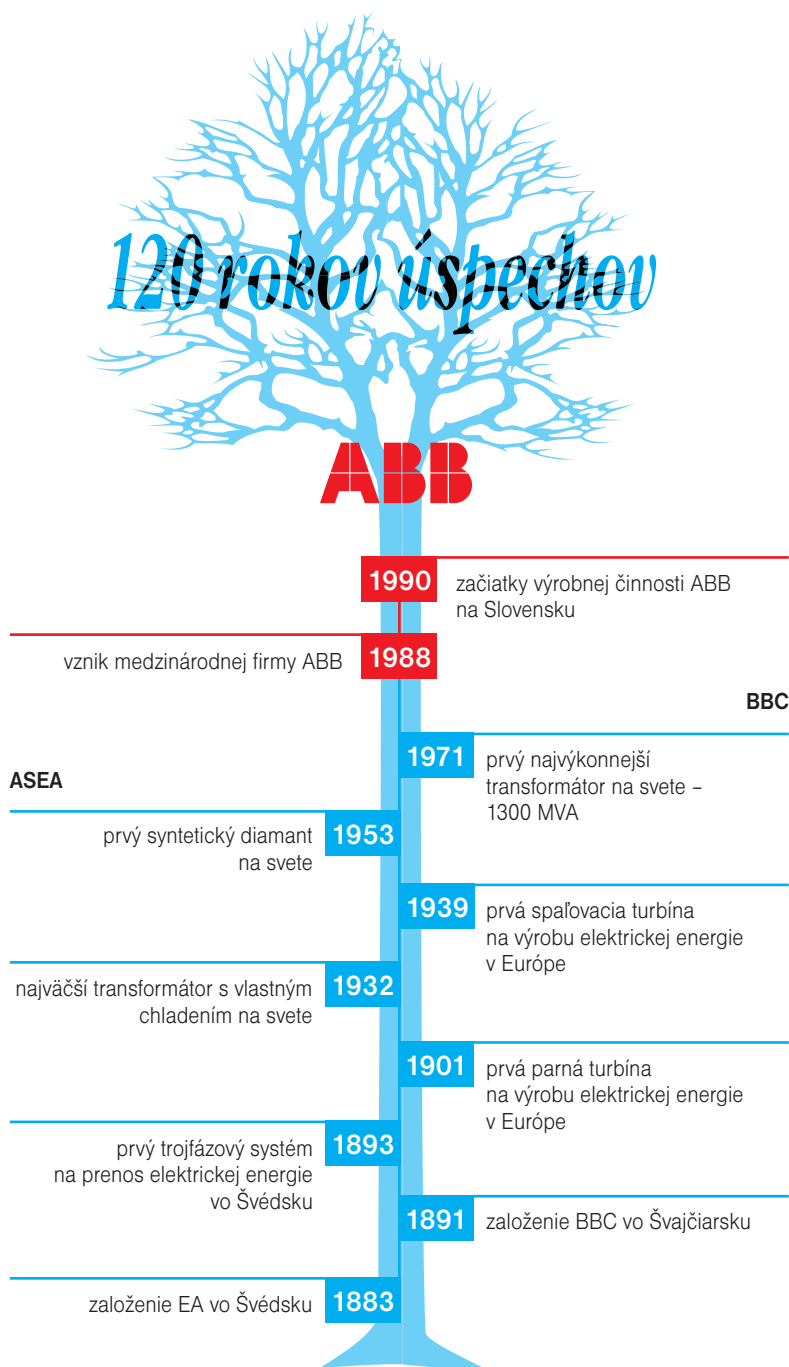 120 rokov úspechov
ABB
1990
začiatky výrobnej činnosti ABB
na Slovensku
vznik medzinárodnej firmy ABB
1988
BBC
1971
prvý najvýkonnejší
transformátor na svete –
1300 MVA
ASEA
prvý syntetický diamant
na svete
1953
1939
prvá spaľovacia turbína
na výrobu elektrickej energie
v Európe
najväčší transformátor s vlastným
chladením na svete
1932
1901
prvá parná turbína
na výrobu elektrickej energie
v Európe
prvý trojfázový systém
na prenos elektrickej energie
vo Švédsku
1893
1891
založenie BBC vo Švajčiarsku
založenie EA vo Švédsku
1883